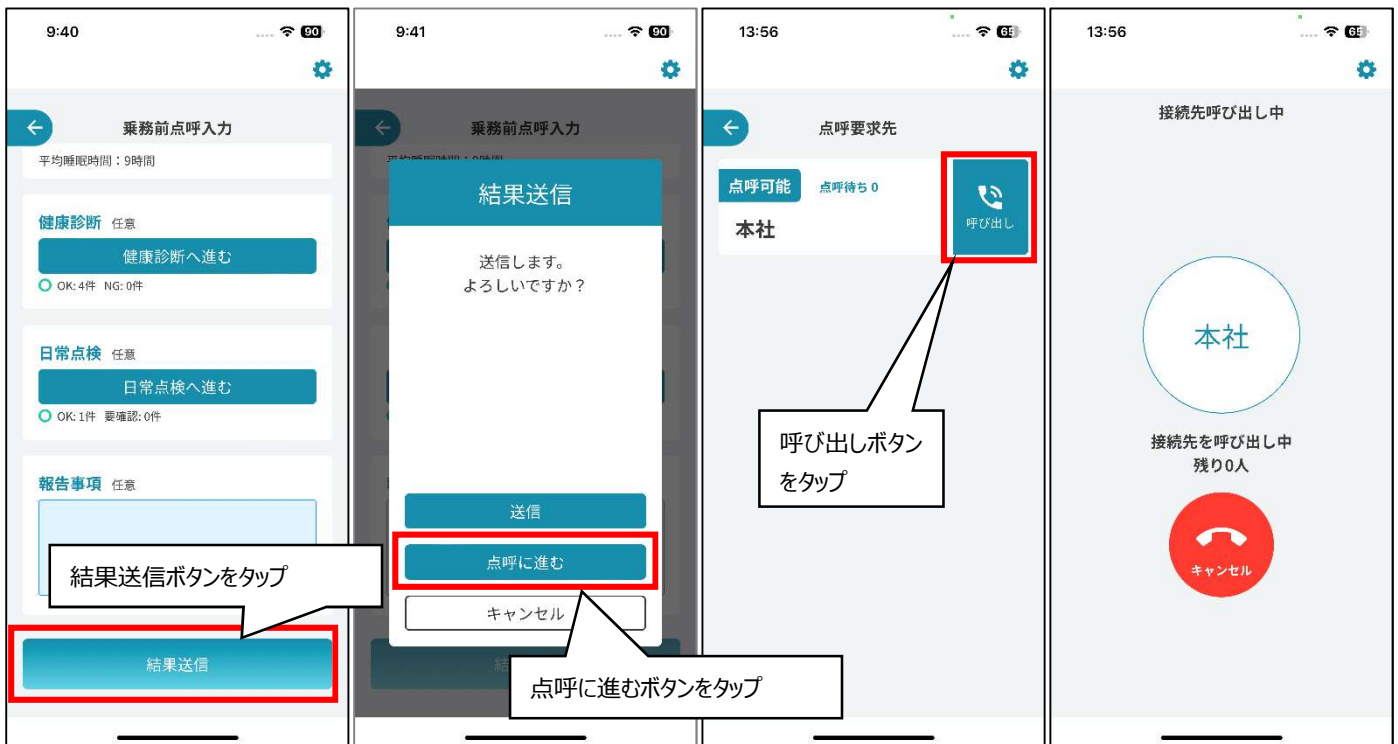 9:40
90
乗務前点呼入力
平均睡眠時間：9時間
健康診断 任意
健康診断へ進む
OK: 4件 NG: 0件
日常点検 任意
日常点検へ進む
OK: 1件 要確認: 0件
報告事項 任意
結果送信ボタンをタップ
結果送信
9:41
90
乗務前点呼入力
結果送信
送信します。
よろしいですか？
送信
点呼に進む
キャンセル
点呼に進むボタンをタップ
13:56
65
点呼要求先
点呼可能 点呼待ち 0
本社
呼び出し
呼び出しボタン
をタップ
13:56
65
接続先呼び出し中
本社
接続先を呼び出し中
残り0人
キャンセル